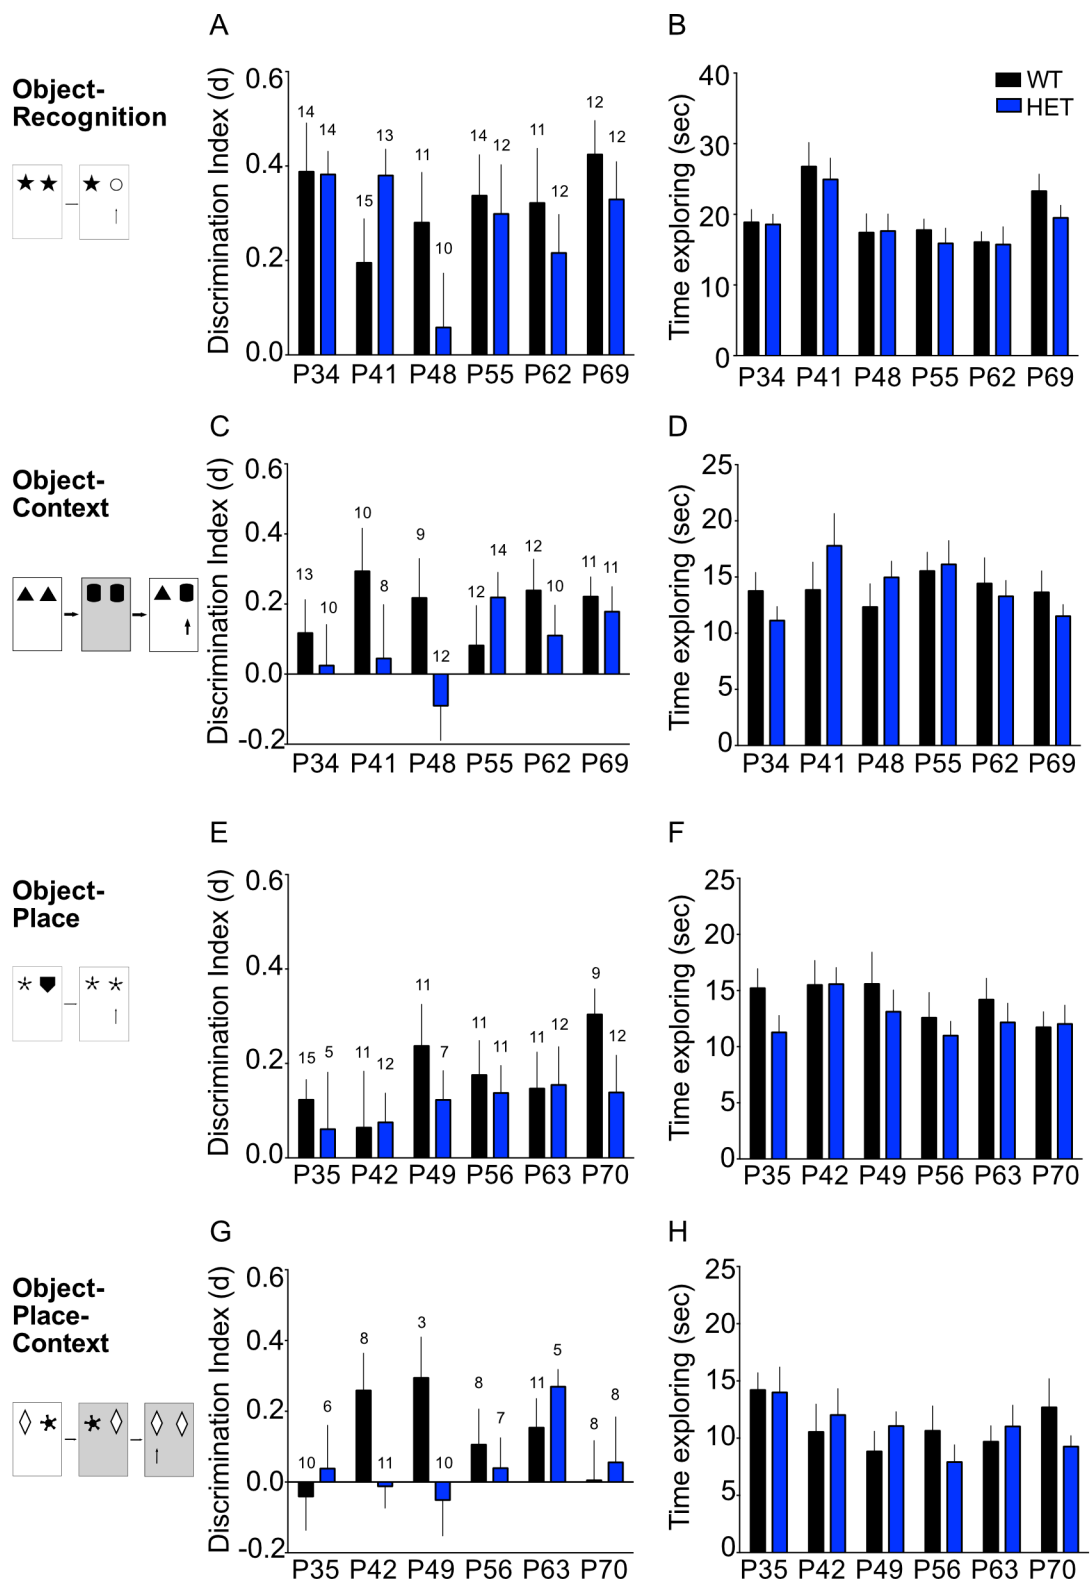 A
B
Object-
Recognition
Discrimination Index (d)
0.6
0.4
0.2
0.0
14
14
15
13
11
10
14
12
11
12
12
12
P34 P41 P48 P55 P62 P69
Time exploring (sec)
40
30
20
10
0
WT
HET
P34 P41 P48 P55 P62 P69
C
D
Object-
Context
Discrimination Index (d)
0.6
0.4
0.2
0.0
-0.2
13
10
10
8
9
12
12
14
12
10
11
11
P34 P41 P48 P55 P62 P69
Time exploring (sec)
25
20
15
10
5
0
P34 P41 P48 P55 P62 P69
E
F
Object-
Place
Discrimination Index (d)
0.6
0.4
0.2
0.0
15
5
11
12
11
7
11
11
11
12
9
12
P35 P42 P49 P56 P63 P70
Time exploring (sec)
25
20
15
10
5
0
P35 P42 P49 P56 P63 P70
G
H
Object-
Place-
Context
Discrimination Index (d)
0.6
0.4
0.2
0.0
-0.2
10
6
8
11
3
10
8
7
11
5
8
8
P35 P42 P49 P56 P63 P70
Time exploring (sec)
25
20
15
10
5
0
P35 P42 P49 P56 P63 P70